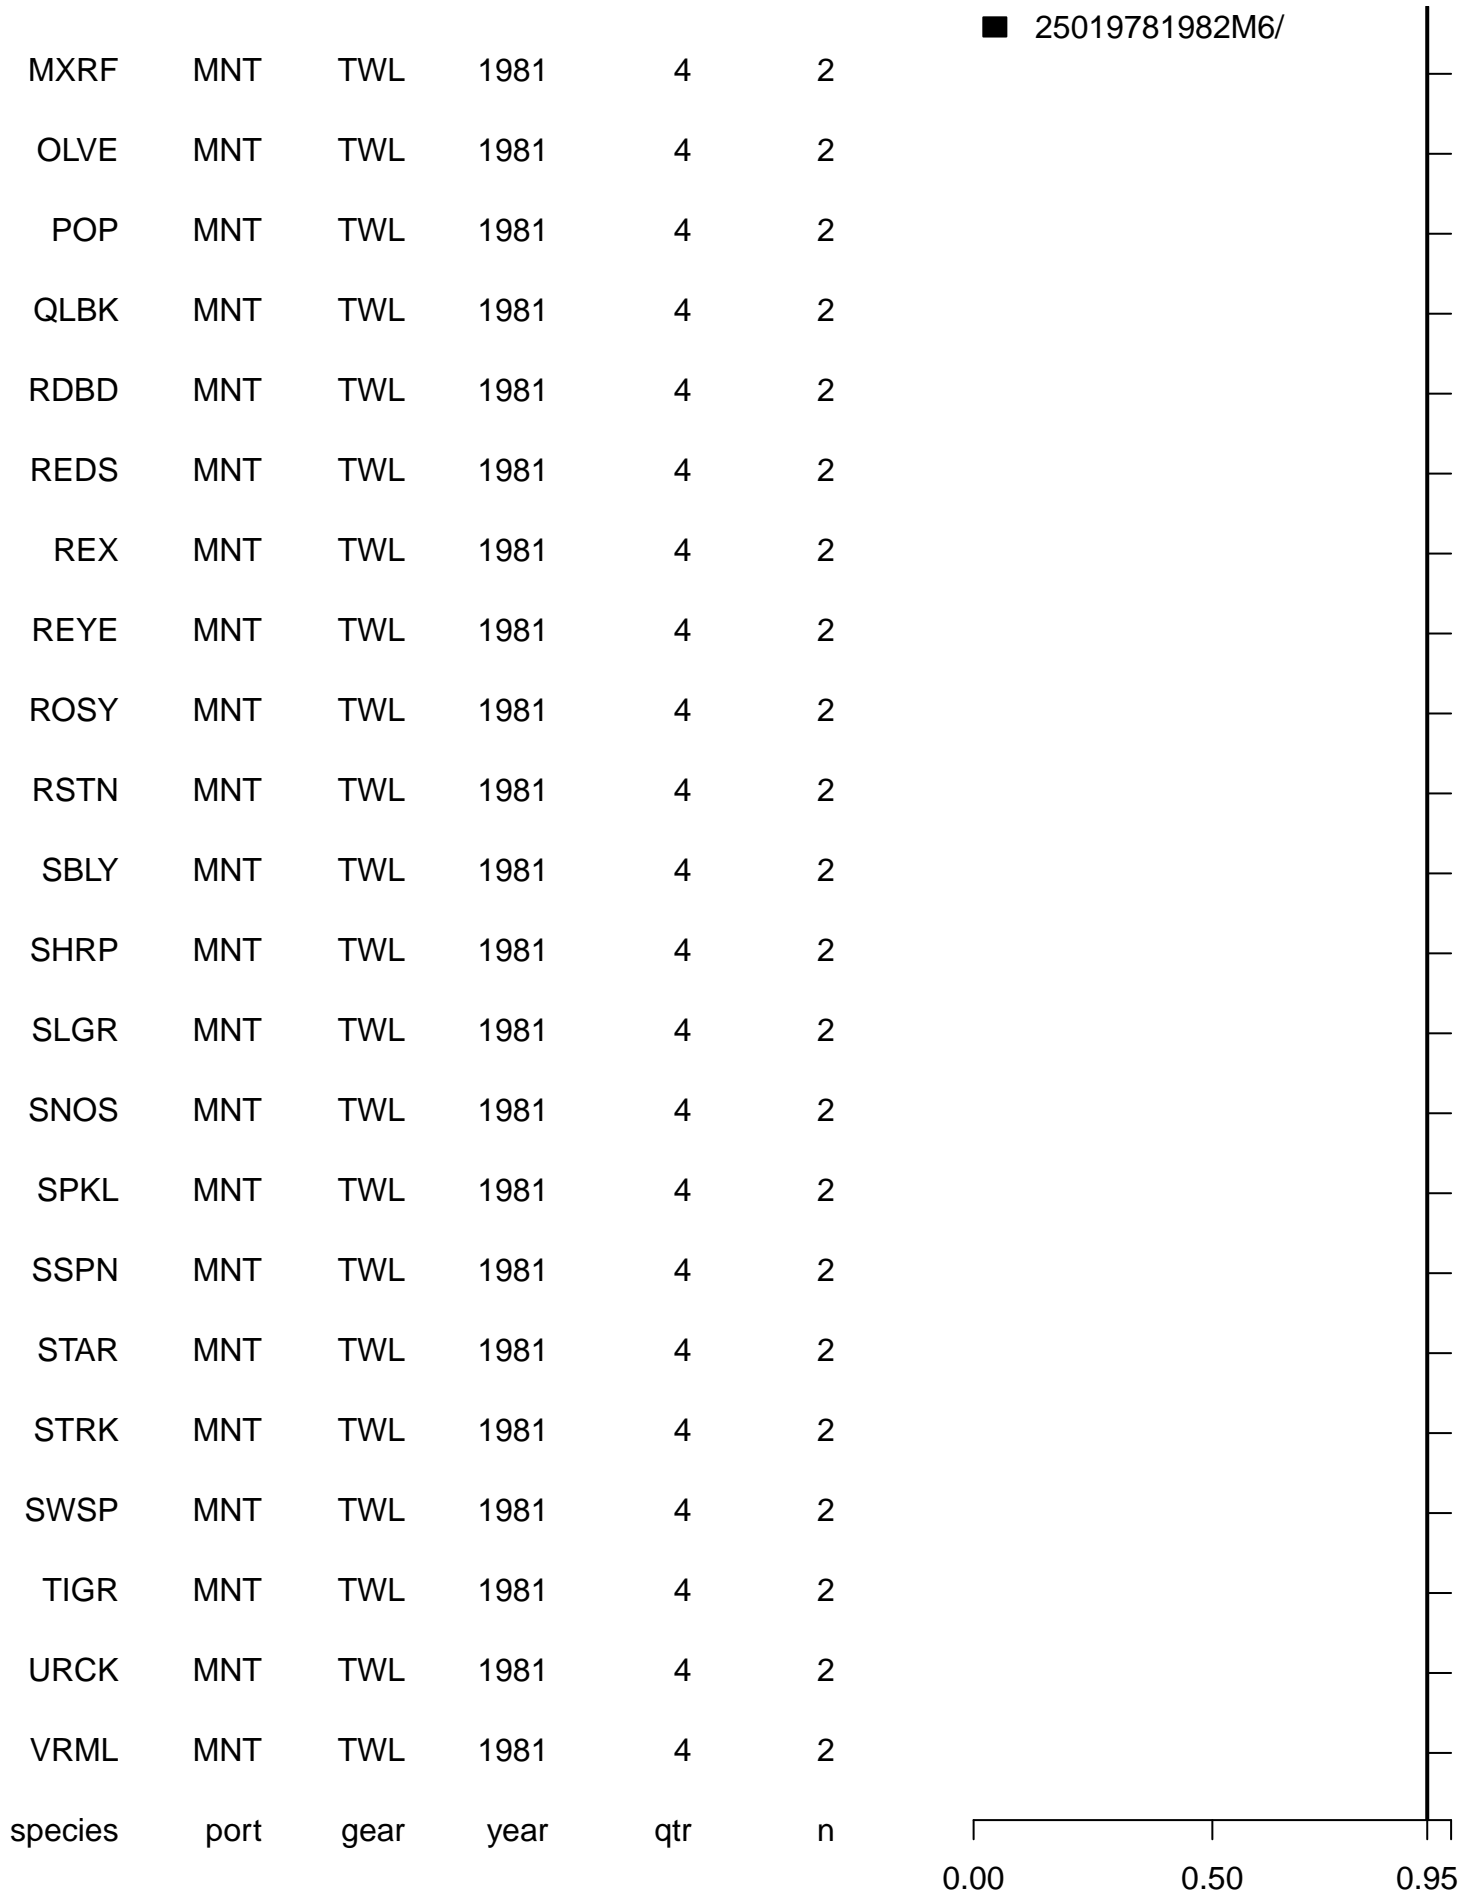 25019781982M6/
MXRF MNT TWL 1981 4 2
OLVE MNT TWL 1981 4 2
POP MNT TWL 1981 4 2
QLBK MNT TWL 1981 4 2
RDBD MNT TWL 1981 4 2
REDS MNT TWL 1981 4 2
REX MNT TWL 1981 4 2
REYE MNT TWL 1981 4 2
ROSY MNT TWL 1981 4 2
RSTN MNT TWL 1981 4 2
SBLY MNT TWL 1981 4 2
SHRP MNT TWL 1981 4 2
SLGR MNT TWL 1981 4 2
SNOS MNT TWL 1981 4 2
SPKL MNT TWL 1981 4 2
SSPN MNT TWL 1981 4 2
STAR MNT TWL 1981 4 2
STRK MNT TWL 1981 4 2
SWSP MNT TWL 1981 4 2
TIGR MNT TWL 1981 4 2
URCK MNT TWL 1981 4 2
VRML MNT TWL 1981 4 2
species port gear year qtr n
0.00 0.50 0.95